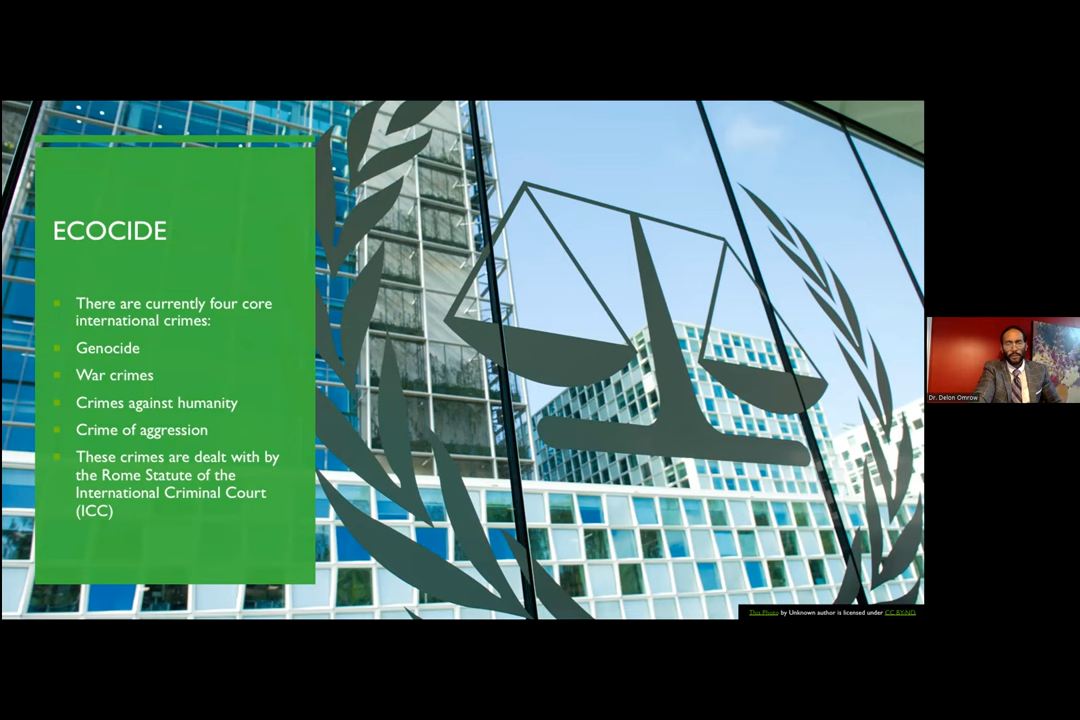 ECOCIDE
There are currently four core
international crimes:
Genocide
War crimes
Crimes against humanity
Crime of aggression
These crimes are dealt with by
the Rome Statute of the
International Criminal Court
(ICC)
Dr. Delon Omrow
This Photo by Unknown author is licensed under CC BY-ND.